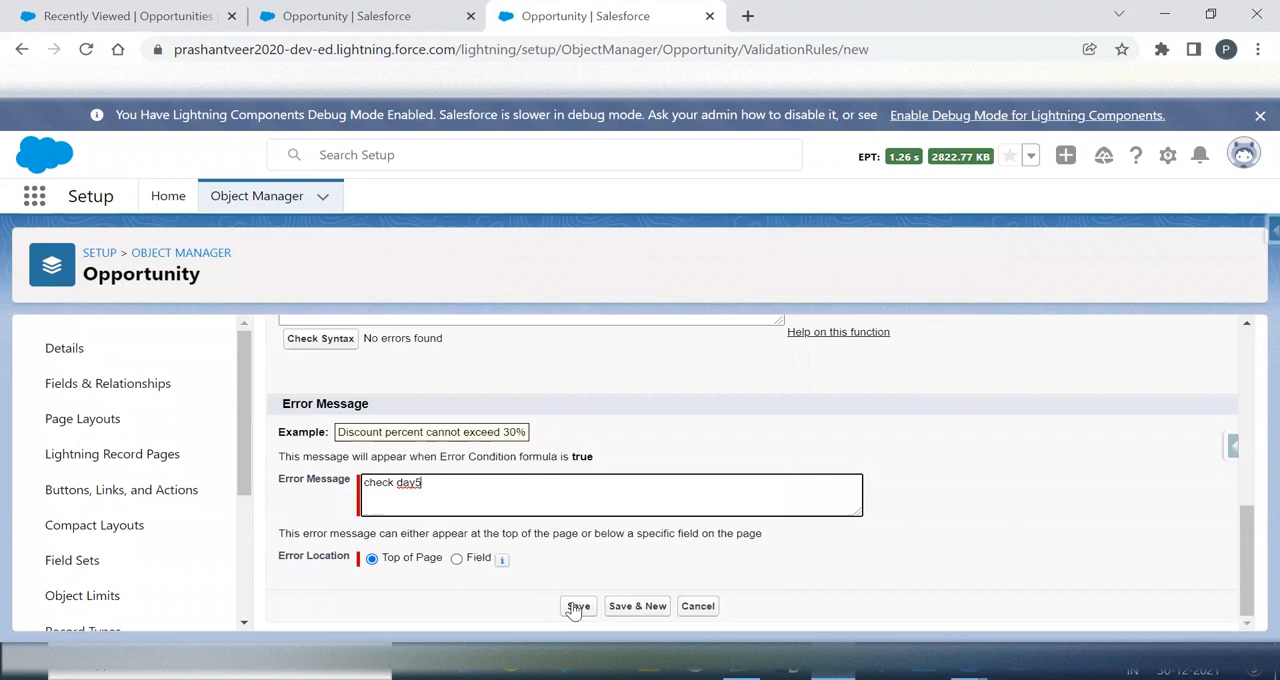 Recently Viewed | Opportunities
Opportunity | Salesforce
Opportunity | Salesforce
prashantveer2020-dev-ed.lightning.force.com/lightning/setup/ObjectManager/Opportunity/ValidationRules/new
P
You Have Lightning Components Debug Mode Enabled. Salesforce is slower in debug mode. Ask your admin how to disable it, or see Enable Debug Mode for Lightning Components.
Search Setup
EPT: 1.26 s 2822.77 KB
Setup Home Object Manager
SETUP > OBJECT MANAGER
Opportunity
Details
Fields & Relationships
Page Layouts
Lightning Record Pages
Buttons, Links, and Actions
Compact Layouts
Field Sets
Object Limits
Record Types
Help on this function
Check Syntax No errors found
Error Message
Example: Discount percent cannot exceed 30%
This message will appear when Error Condition formula is true
Error Message check day5
This error message can either appear at the top of the page or below a specific field on the page
Error Location Top of Page Field
Save Save & New Cancel
IN 30-12-2021